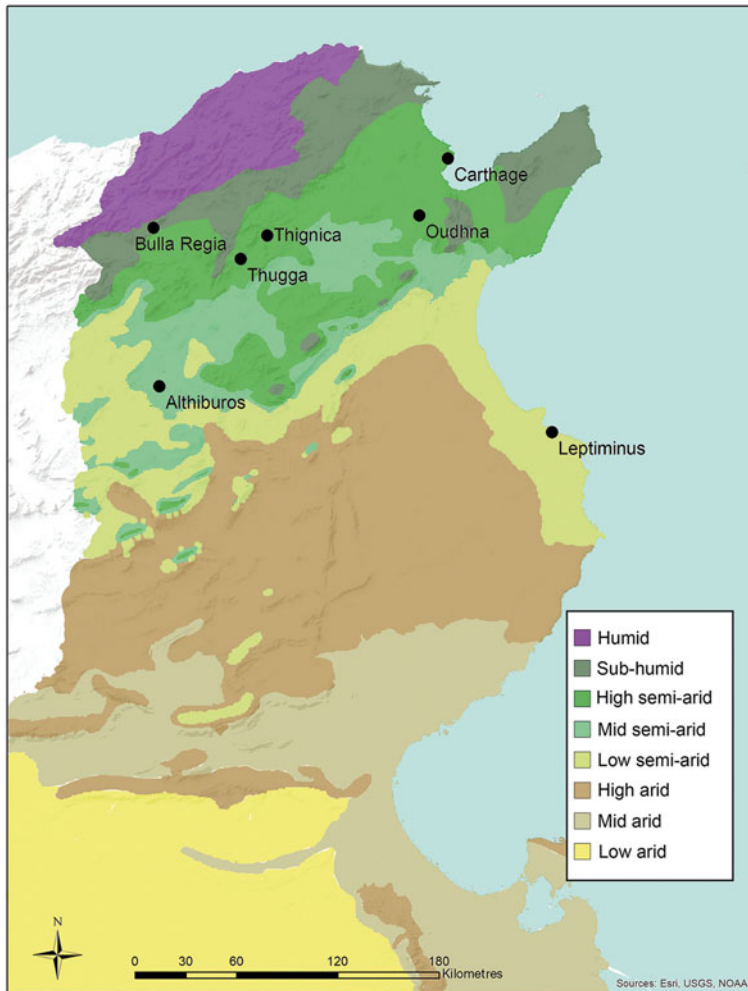 Carthage
Oudhna
Bulla Regia
Thignica
Thugga
Althiburos
Leptiminus
Humid
Sub-humid
High semi-arid
Mid semi-arid
Low semi-arid
High arid
Mid arid
Low arid
N
0 30 60 120 180
Kilometres
Sources: Esri, USGS, NOAA